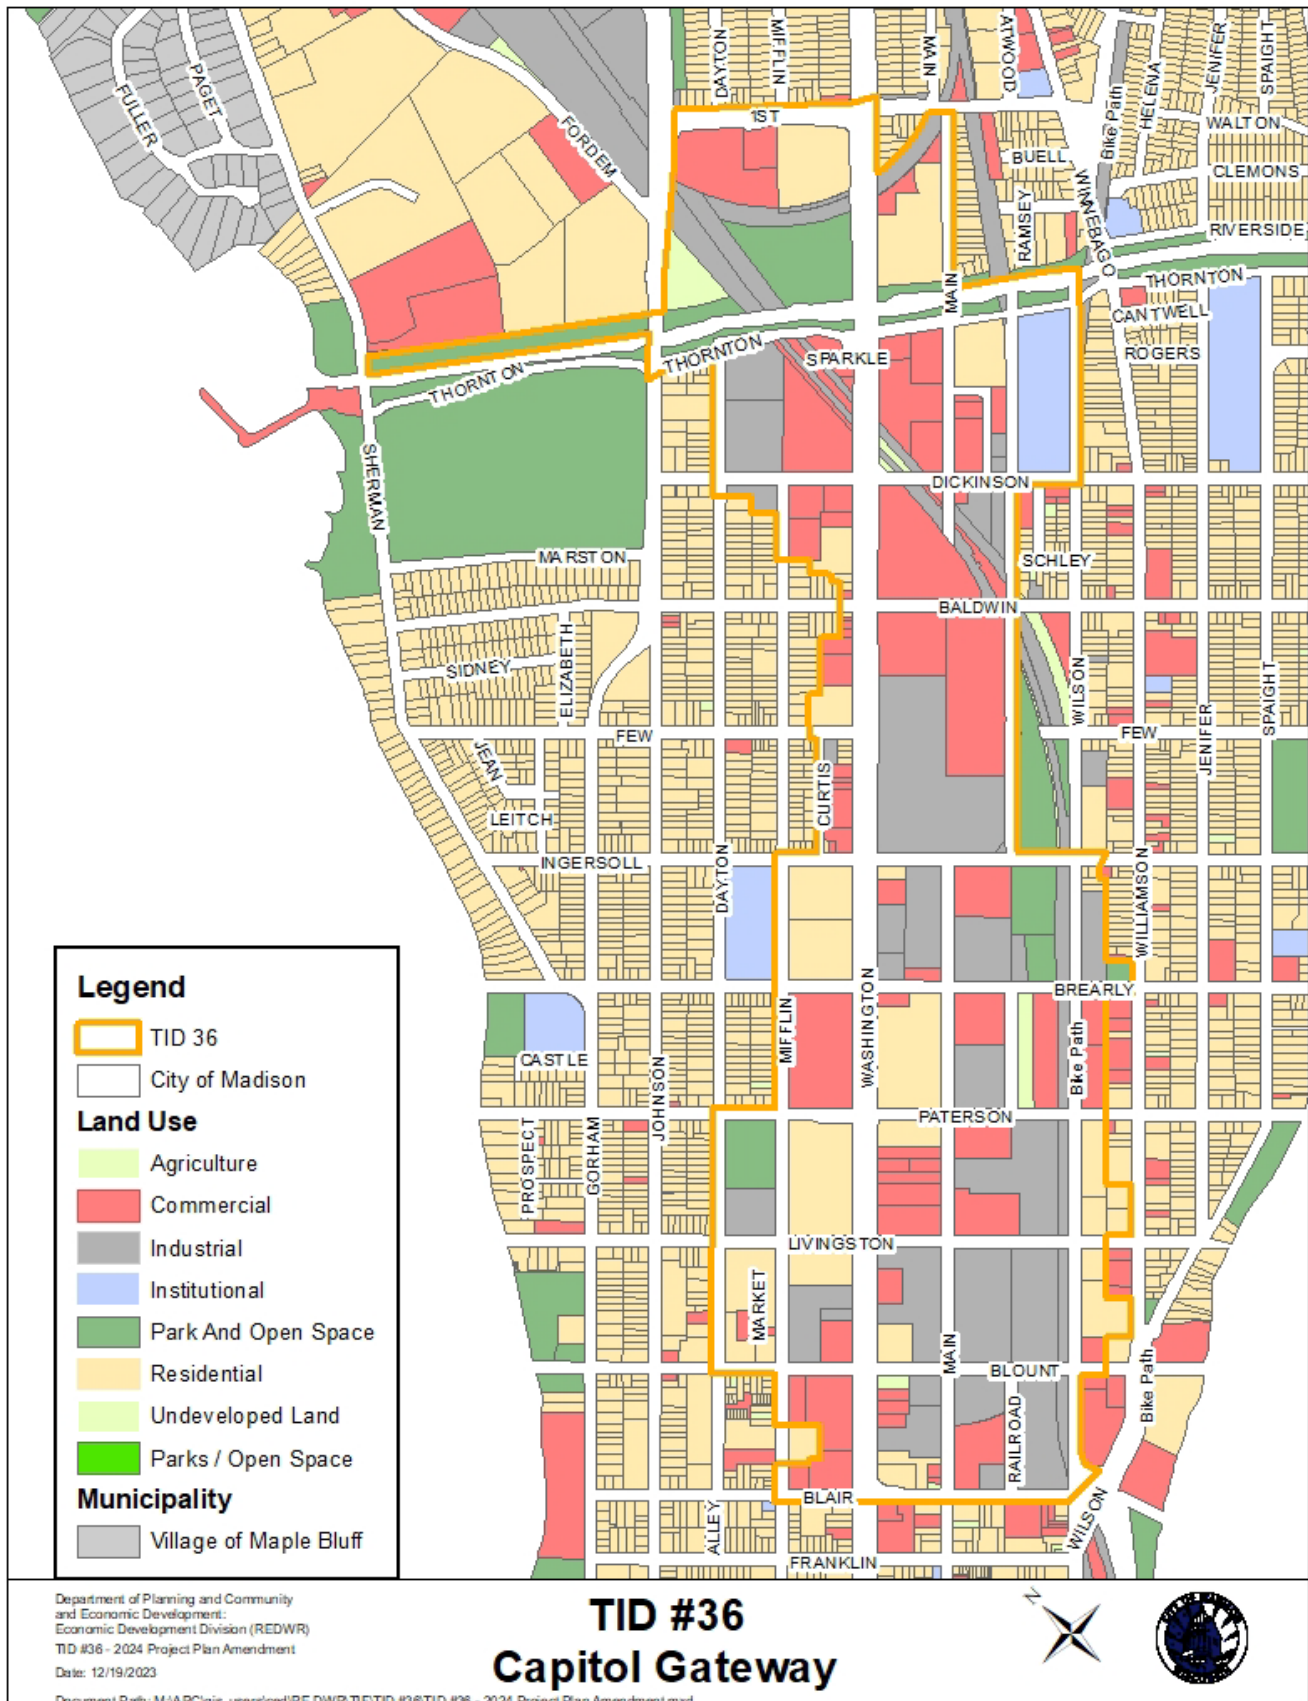 DAYTON
MIFFLIN
MAIN
ATWOOD
JENIFER
SPAIGHT
PAGET
FULLER
FORDEM
1ST
Bike Path
HELENA
WALTON
BUELL
CLEMONS
WINNEBAGO
RAMSEY
RIVERSIDE
MAIN
THORNTON
CANTWELL
THORNTON
THORNTON
SPARKLE
ROGERS
SHERMAN
DICKINSON
MARSTON
SCHLEY
BALDWIN
SIDNEY
ELIZABETH
WILSON
SPAIGHT
JENIFER
FEW
FEW
JEAN
CURTIS
LEITCH
INGERSOLL
DAYTON
WILLIAMSON
BREARLY
MIFFLIN
WASHINGTON
Bike Path
CASTLE
JOHNSON
PATERSON
PROSPECT
GORHAM
LIVINGSTON
MARKET
MAIN
BLOUNT
Bike Path
RAILROAD
BLAIR
ALLEY
WILSON
FRANKLIN
Legend
TID 36
City of Madison
Land Use
Agriculture
Commercial
Industrial
Institutional
Park And Open Space
Residential
Undeveloped Land
Parks / Open Space
Municipality
Village of Maple Bluff
Department of Planning and Community
and Economic Development:
Economic Development Division (REDWR)
TID #36 - 2024 Project Plan Amendment
Date: 12/19/2023
TID #36
Capitol Gateway
N